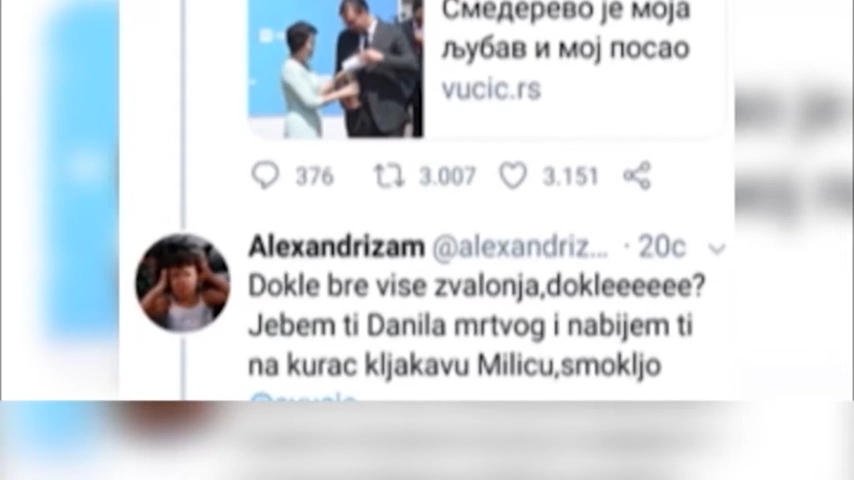 Смедерево је моја
љубав и мој посао
vucic.rs
376 3.007 3.151
Alexandrizam @alexandriz... · 20c
Dokle bre vise zvalonja,dokleeeeee?
Jebem ti Danila mrtvog i nabijem ti
na kurac kljakavu Milicu,smokljo